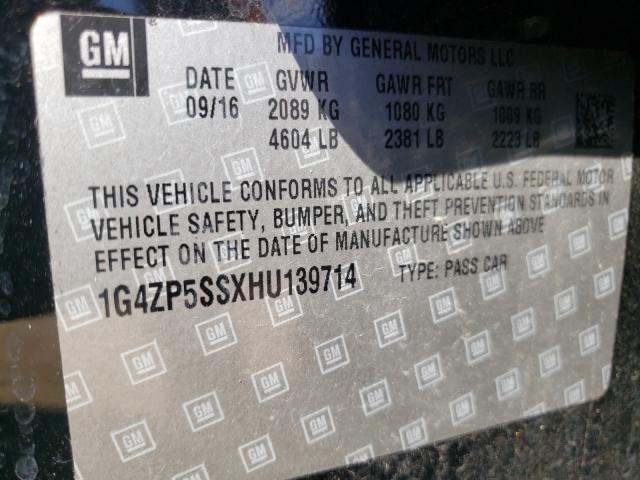 GM
MFD BY GENERAL MOTORS LLC
DATE GVWR GAWR FRT GAWR RR
09/16 2089 KG 1080 KG 1009 KG
4604 LB 2381 LB 2223 LB
THIS VEHICLE CONFORMS TO ALL APPLICABLE U.S. FEDERAL MOTOR
VEHICLE SAFETY, BUMPER, AND THEFT PREVENTION STANDARDS IN
EFFECT ON THE DATE OF MANUFACTURE SHOWN ABOVE
1G4ZP5SSXHU139714 TYPE: PASS CAR